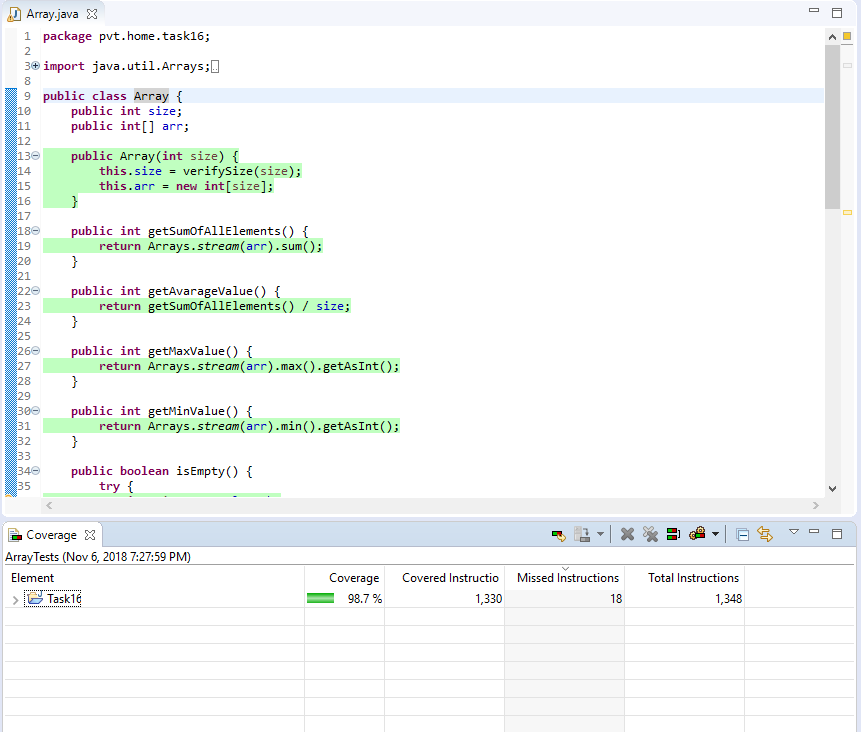 Array.java
1 package pvt.home.task16;
2
3 import java.util.Arrays;
8
9 public class Array {
10 public int size;
11 public int[] arr;
12
13 public Array(int size) {
14 this.size = verifySize(size);
15 this.arr = new int[size];
16 }
17
18 public int getSumOfAllElements() {
19 return Arrays.stream(arr).sum();
20 }
21
22 public int getAvarageValue() {
23 return getSumOfAllElements() / size;
24 }
25
26 public int getMaxValue() {
27 return Arrays.stream(arr).max().getAsInt();
28 }
29
30 public int getMinValue() {
31 return Arrays.stream(arr).min().getAsInt();
32 }
33
34 public boolean isEmpty() {
35 try {
Coverage
ArrayTests (Nov 6, 2018 7:27:59 PM)
Element Coverage Covered Instructio Missed Instructions Total Instructions
Task16 98.7 % 1,330 18 1,348